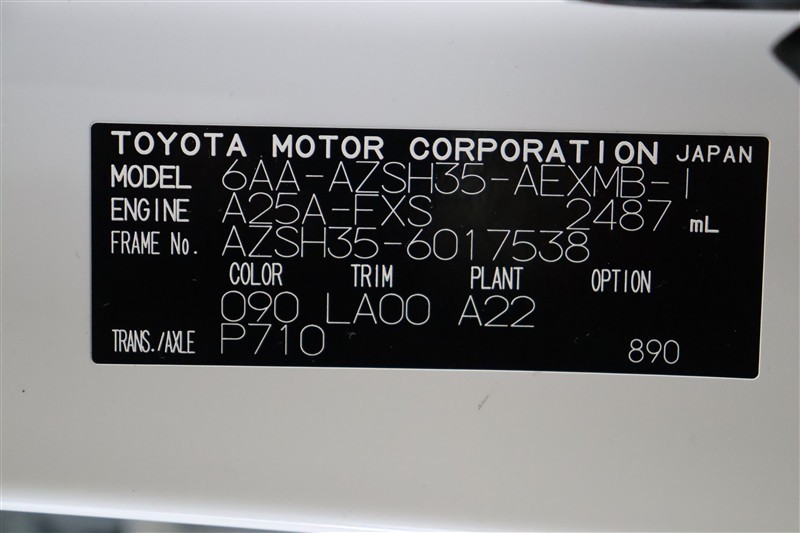 TOYOTA MOTOR CORPORATION JAPAN
MODEL 6AA-AZSH35-AEXMB-I
ENGINE A25A-FXS 2487 mL
FRAME No. AZSH35-6017538
COLOR TRIM PLANT OPTION
090 LA00 A22
TRANS./AXLE P710 890